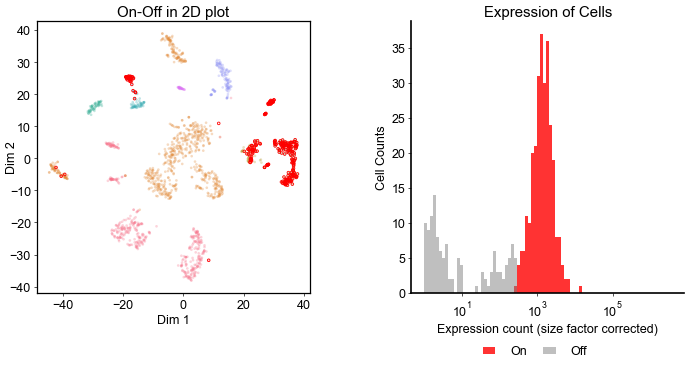 On-Off in 2D plot
Dim 2
40
30
20
10
0
−10
−20
−30
−40
−40 −20 0 20 40
Dim 1
Expression of Cells
Cell Counts
35
30
25
20
15
10
5
0
10^1 10^3 10^5
Expression count (size factor corrected)
On Off